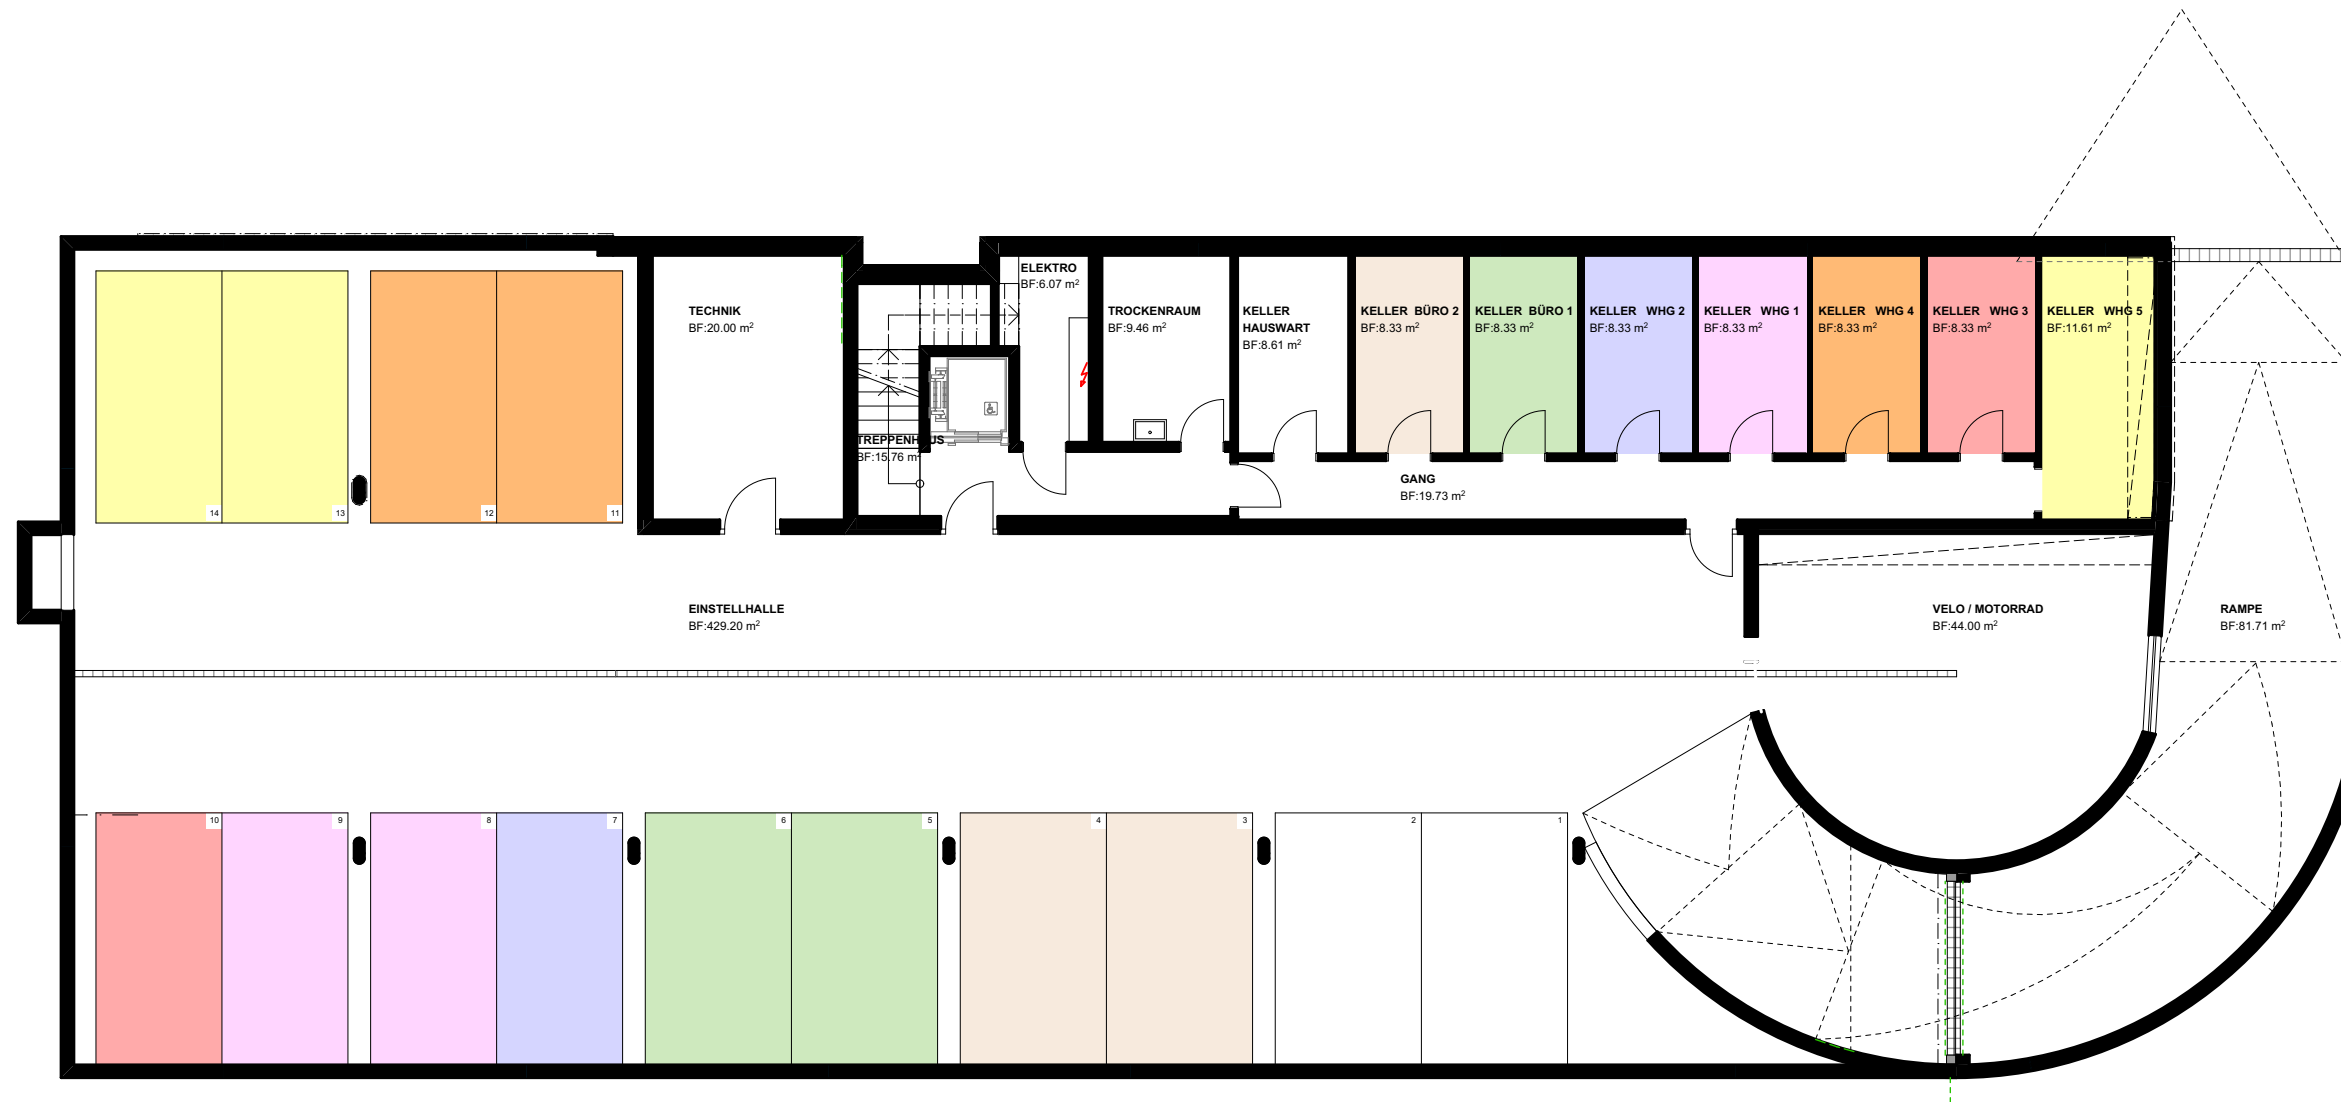 ELEKTRO
BF:6.07 m²
TECHNIK
BF:20.00 m²
TROCKENRAUM
BF:9.46 m²
KELLER
HAUSWART
BF:8.61 m²
KELLER BÜRO 2
BF:8.33 m²
KELLER BÜRO 1
BF:8.33 m²
KELLER WHG 2
BF:8.33 m²
KELLER WHG 1
BF:8.33 m²
KELLER WHG 4
BF:8.33 m²
KELLER WHG 3
BF:8.33 m²
KELLER WHG 5
BF:11.61 m²
TREPPENHAUS
BF:15.76 m²
GANG
BF:19.73 m²
14
13
12
11
EINSTELLHALLE
BF:429.20 m²
VELO / MOTORRAD
BF:44.00 m²
RAMPE
BF:81.71 m²
10
9
8
7
6
5
4
3
2
1